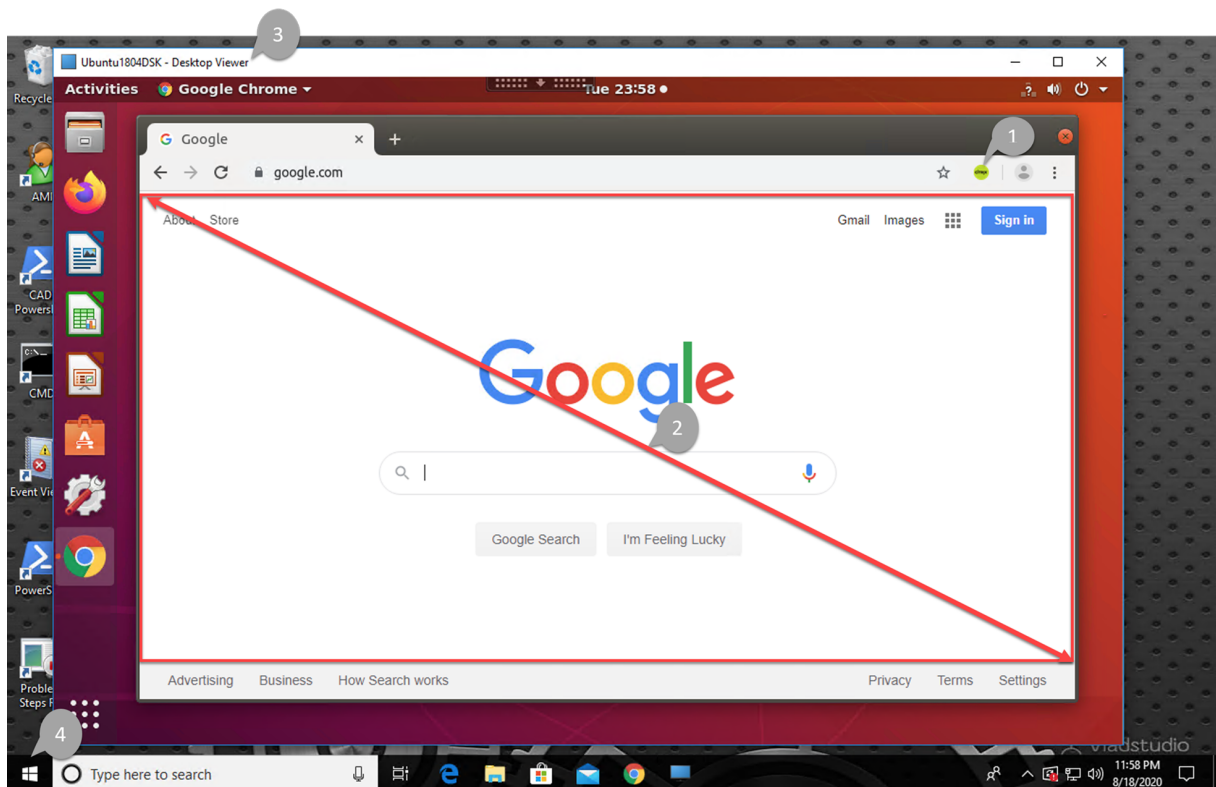 3
Ubuntu1804DSK - Desktop Viewer
Recycle
Activities Google Chrome Tue 23:58
Google
1
google.com
About Store Gmail Images Sign in
AMI
CAD
Powers
Google
2
CMD
Google Search I'm Feeling Lucky
Event Vie
PowerS
Advertising Business How Search works Privacy Terms Settings
Proble
Steps
4
vladstudio
Type here to search
11:58 PM
8/18/2020